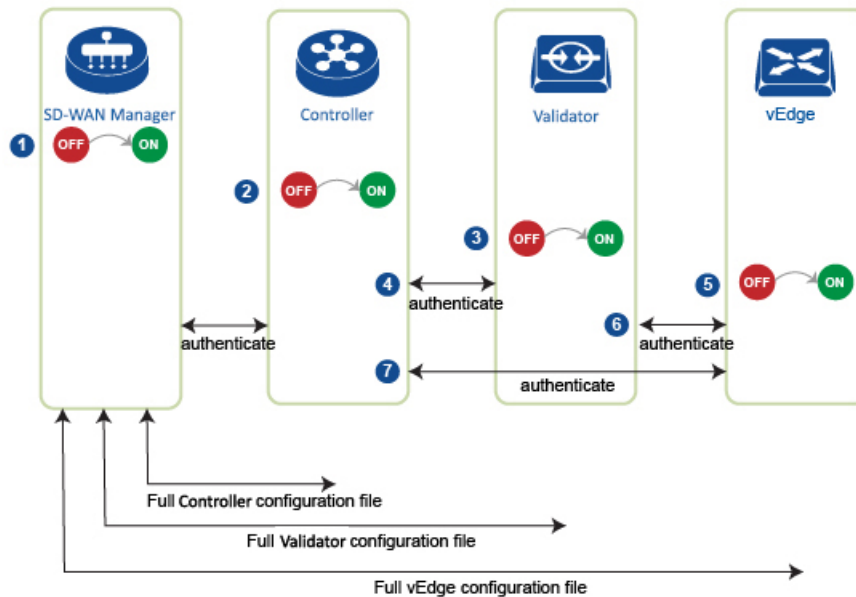 SD-WAN Manager
Controller
Validator
vEdge
1 OFF ON
2 OFF ON
3 OFF ON
4 authenticate
5 OFF ON
authenticate
6 authenticate
7 authenticate
Full Controller configuration file
Full Validator configuration file
Full vEdge configuration file